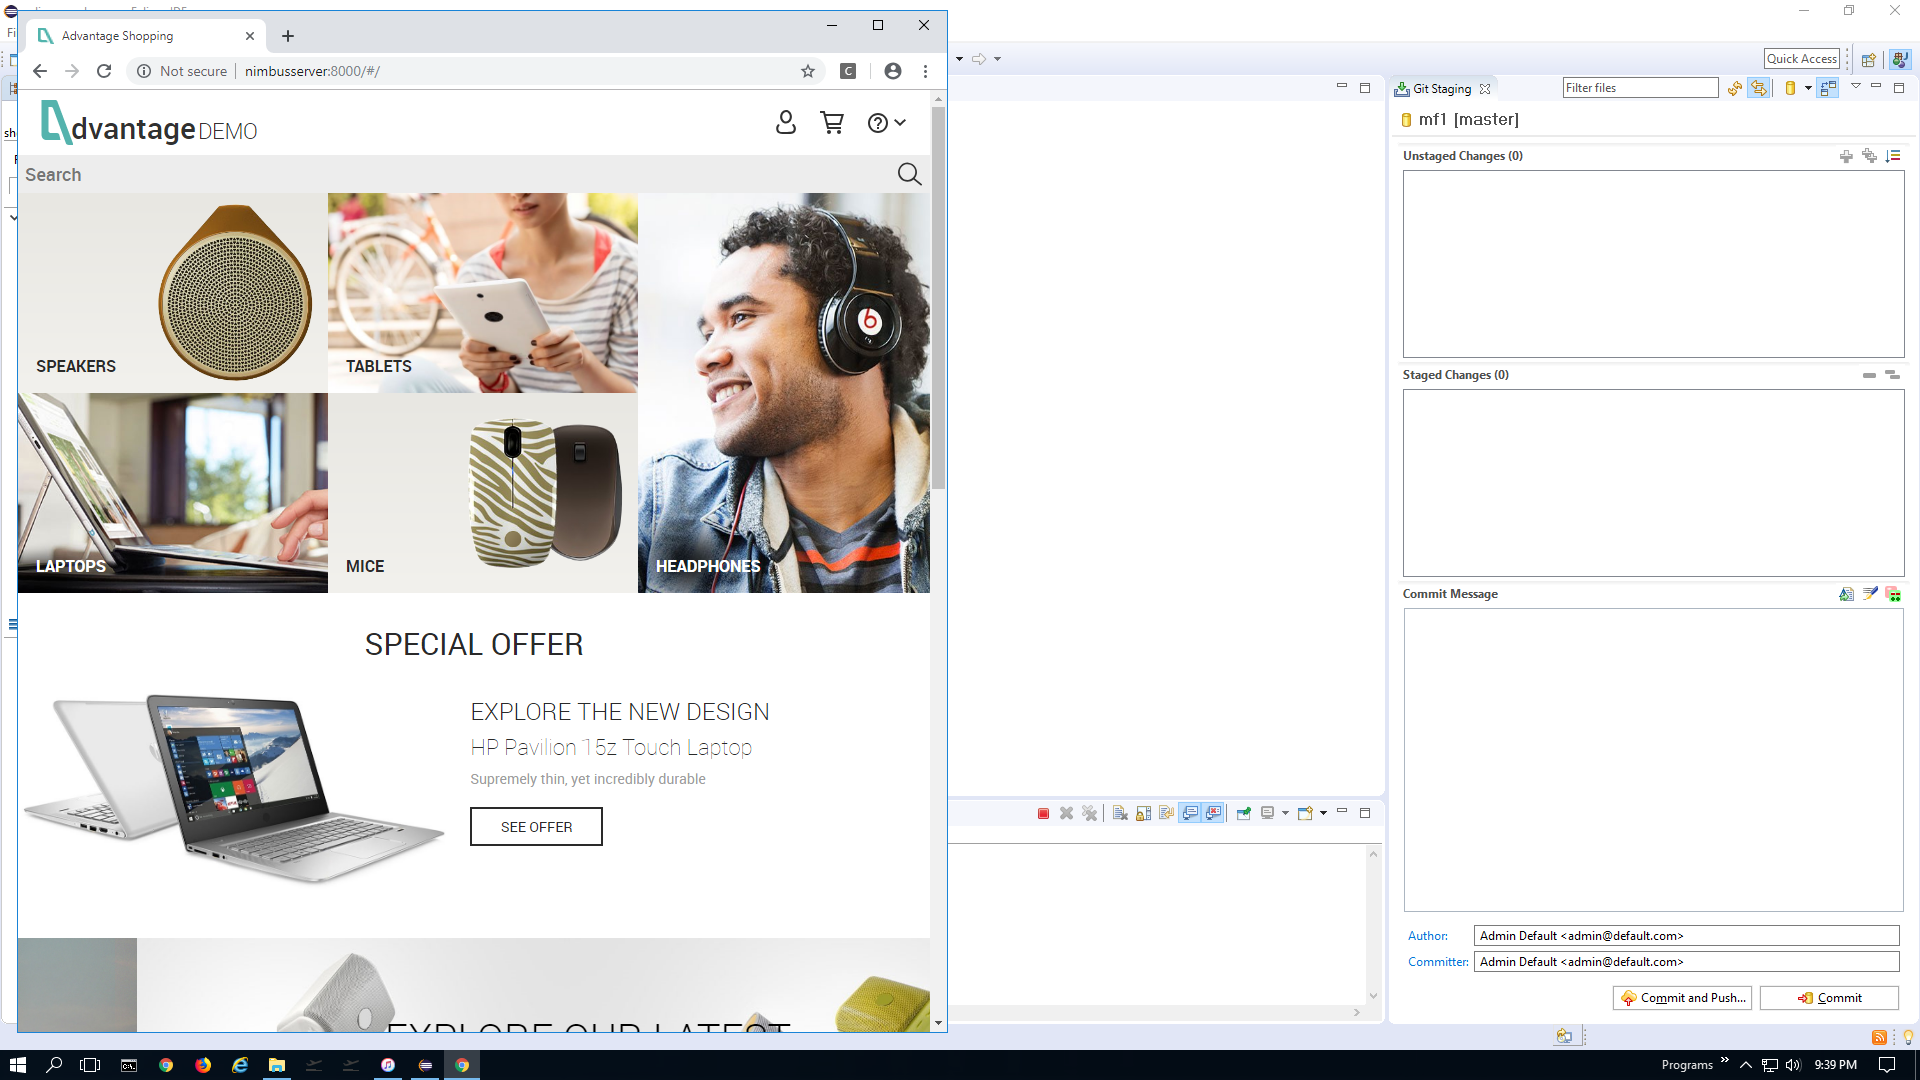 Advantage Shopping
Not secure
nimbusserver:8000/#/
C
Quick Access
Git Staging
Filter files
mf1 [master]
dvantage DEMO
Search
SPEAKERS
TABLETS
LAPTOPS
MICE
HEADPHONES
SPECIAL OFFER
EXPLORE THE NEW DESIGN
HP Pavilion 15z Touch Laptop
Supremely thin, yet incredibly durable
SEE OFFER
EXPLORE OUR LATEST
Unstaged Changes (0)
Staged Changes (0)
Commit Message
Author:
Admin Default <admin@default.com>
Committer:
Admin Default <admin@default.com>
Commit and Push...
Commit
Programs
9:39 PM